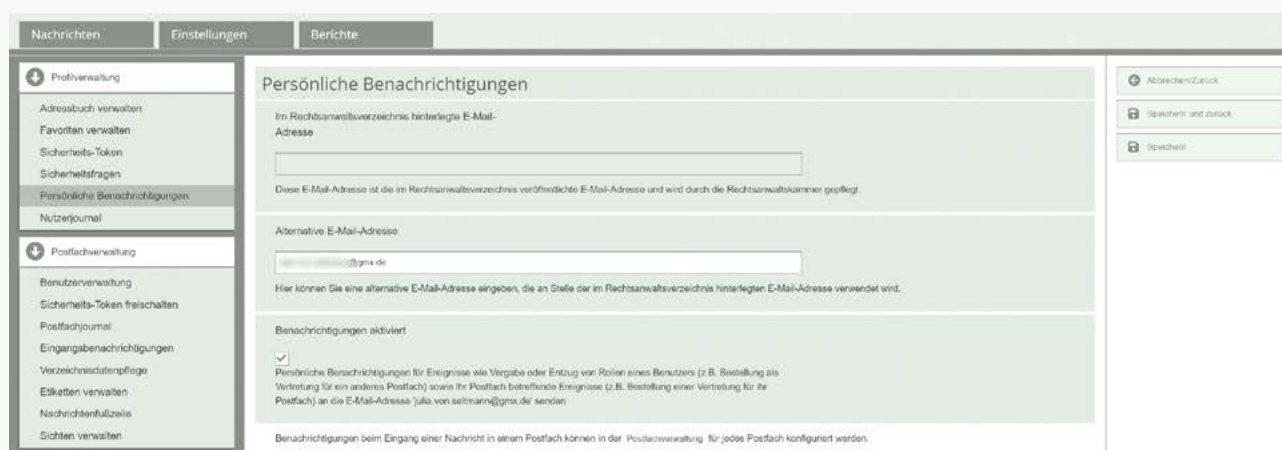 Nachrichten
Einstellungen
Berichte
Profilverwaltung
Adressbuch verwalten
Favoriten verwalten
Sicherheits-Token
Sicherheitsfragen
Persönliche Benachrichtigungen
Nutzerjournal
Postfachverwaltung
Benutzerverwaltung
Sicherheits-Token freischalten
Postfachjournal
Eingangsbenachrichtigungen
Verzeichnisdatenpflege
Etiketten verwalten
Nachrichtenfußzeile
Sichten verwalten
Persönliche Benachrichtigungen
Im Rechtsanwaltsverzeichnis hinterlegte E-Mail-
Adresse
Diese E-Mail-Adresse ist die im Rechtsanwaltsverzeichnis veröffentlichte E-Mail-Adresse und wird durch die Rechtsanwaltskammer gepflegt.
Alternative E-Mail-Adresse
@gmx.de
Hier können Sie eine alternative E-Mail-Adresse eingeben, die an Stelle der im Rechtsanwaltsverzeichnis hinterlegten E-Mail-Adresse verwendet wird.
Benachrichtigungen aktiviert
Persönliche Benachrichtigungen für Ereignisse wie Vergabe oder Entzug von Rollen eines Benutzers (z.B. Bestellung als
Vertretung für ein anderes Postfach) sowie Ihr Postfach betreffende Ereignisse (z.B. Bestellung einer Vertretung für Ihr
Postfach) an die E-Mail-Adresse 'julia.von.seltmann@gmx.de' senden
Benachrichtigungen beim Eingang einer Nachricht in einem Postfach können in der Postfachverwaltung für jedes Postfach konfiguriert werden.
Abbrechen/Zurück
Speichern und zurück
Speichern